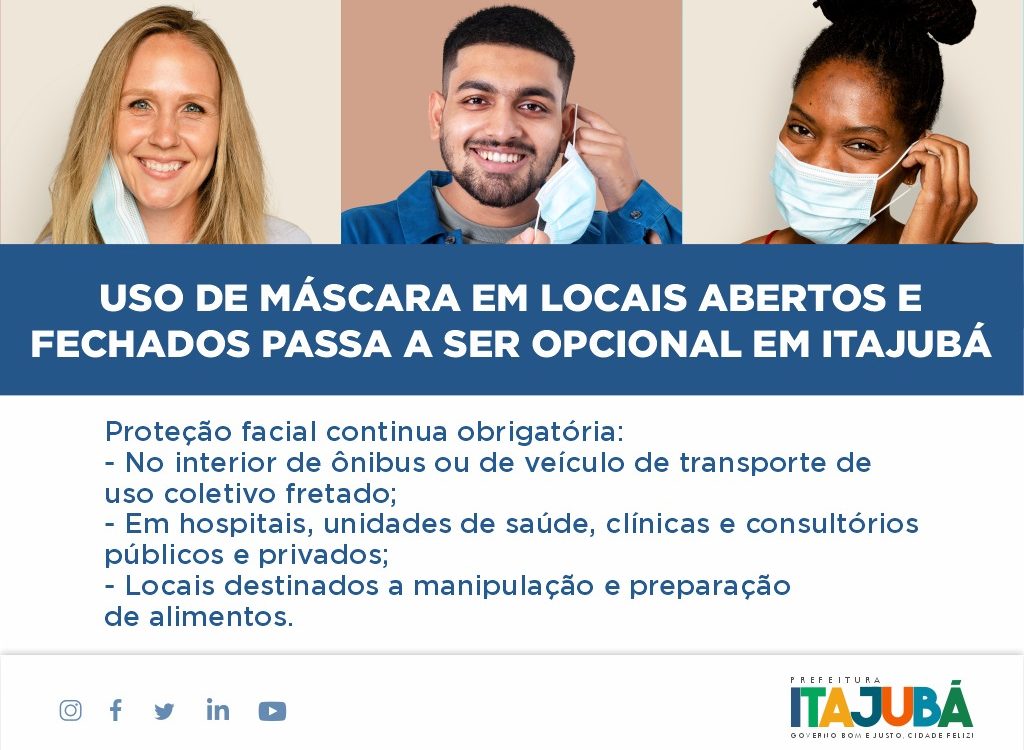 USO DE MÁSCARA EM LOCAIS ABERTOS E
FECHADOS PASSA A SER OPCIONAL EM ITAJUBÁ
Proteção facial continua obrigatória:
- No interior de ônibus ou de veículo de transporte de
uso coletivo fretado;
- Em hospitais, unidades de saúde, clínicas e consultórios
públicos e privados;
- Locais destinados a manipulação e preparação
de alimentos.
PREFEITURA
ITAJUBÁ
GOVERNO BOM E JUSTO, CIDADE FELIZ!